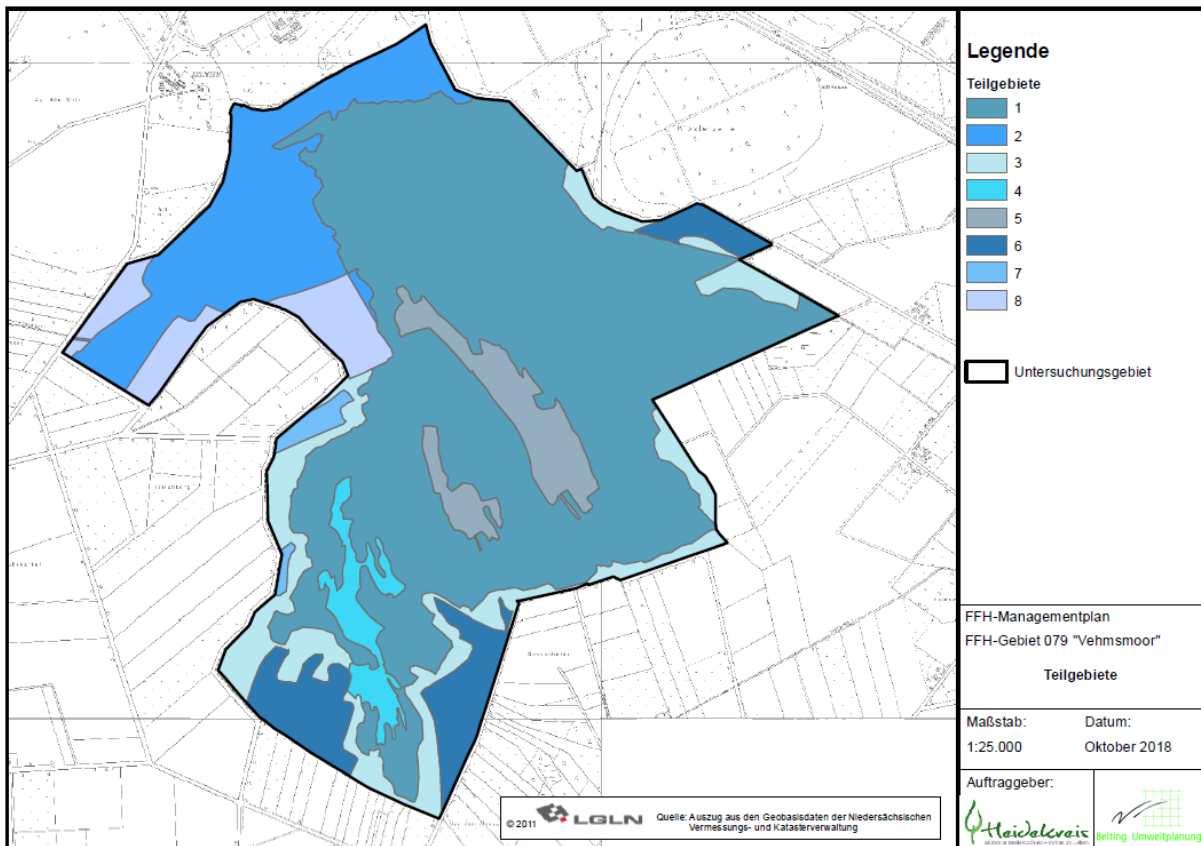 Legende
Teilgebiete
1
2
3
4
5
6
7
8
Untersuchungsgebiet
FFH-Managementplan
FFH-Gebiet 079 "Vehmsmoor"
Teilgebiete
Maßstab: Datum:
1:25.000 Oktober 2018
Auftraggeber:
Heidekreis
Belting Umweltplanung
© 2011 LGLN Quelle: Auszug aus den Geobasisdaten der Niedersächsischen
Vermessungs- und Katasterverwaltung